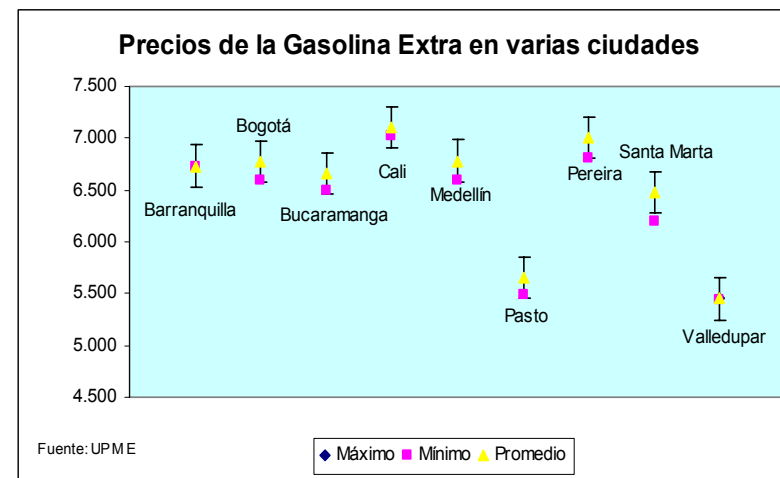 Precios de la Gasolina Extra en varias ciudades
7.500
7.000
6.500
6.000
5.500
5.000
4.500
Barranquilla
Bogotá
Bucaramanga
Cali
Medellín
Pasto
Pereira
Santa Marta
Valledupar
Fuente: UPME
Máximo Mínimo Promedio